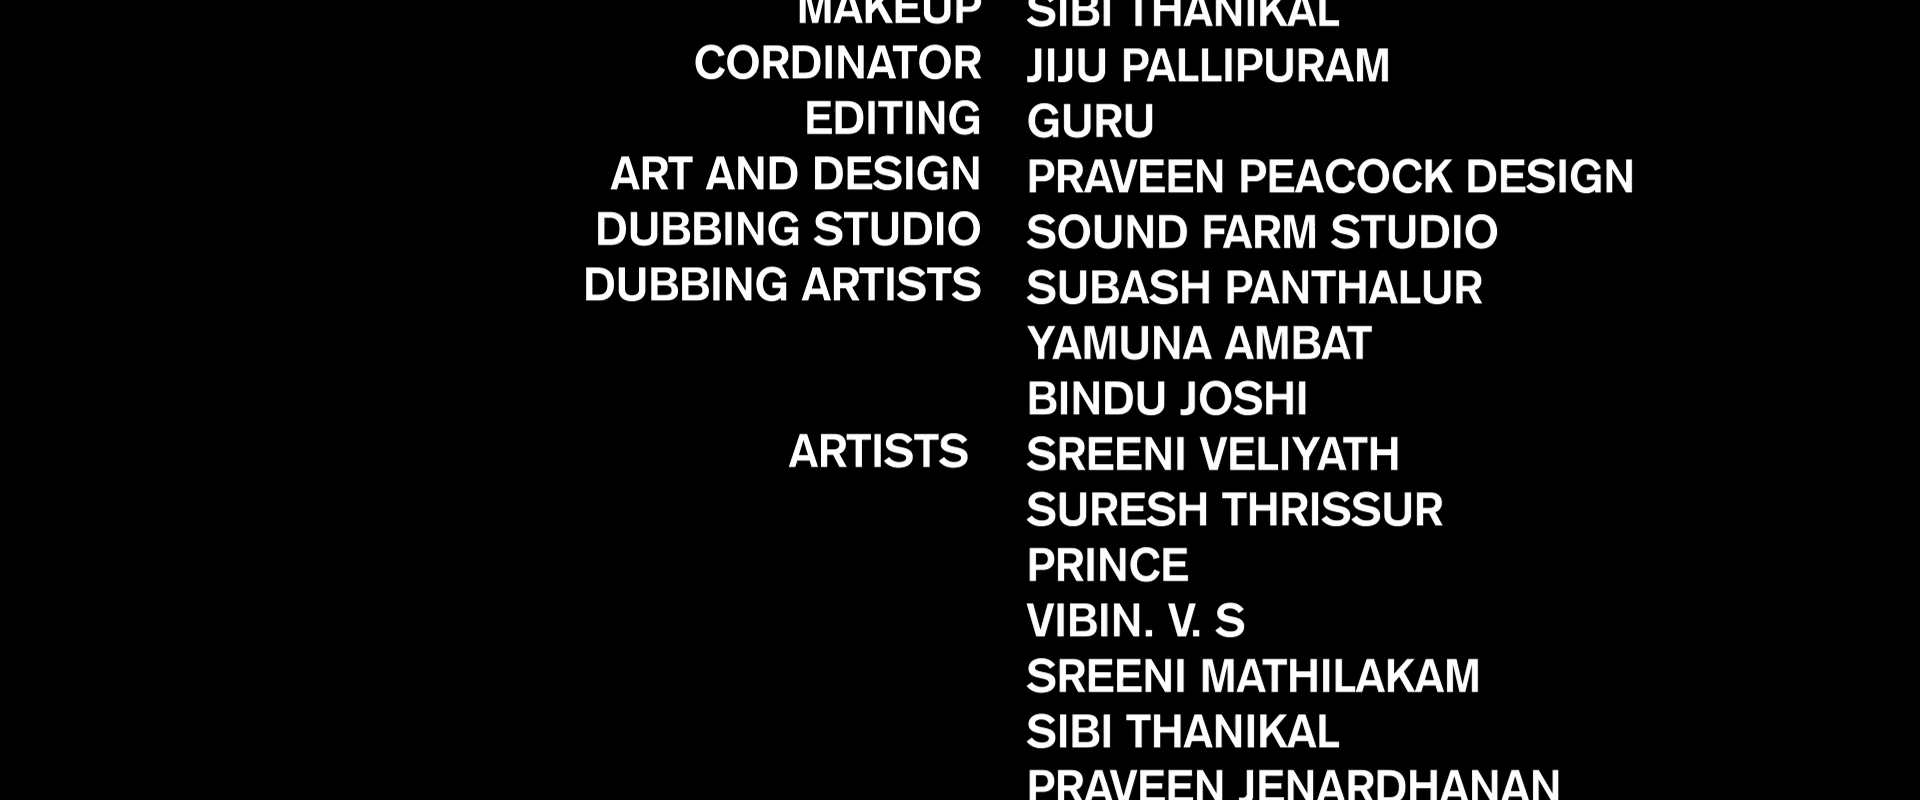 MAKEUP SIBI THANIKAL
CORDINATOR JIJU PALLIPURAM
EDITING GURU
ART AND DESIGN PRAVEEN PEACOCK DESIGN
DUBBING STUDIO SOUND FARM STUDIO
DUBBING ARTISTS SUBASH PANTHALUR
YAMUNA AMBAT
BINDU JOSHI
ARTISTS SREENI VELIYATH
SURESH THRISSUR
PRINCE
VIBIN. V. S
SREENI MATHILAKAM
SIBI THANIKAL
PRAVEEN JENARDHANAN